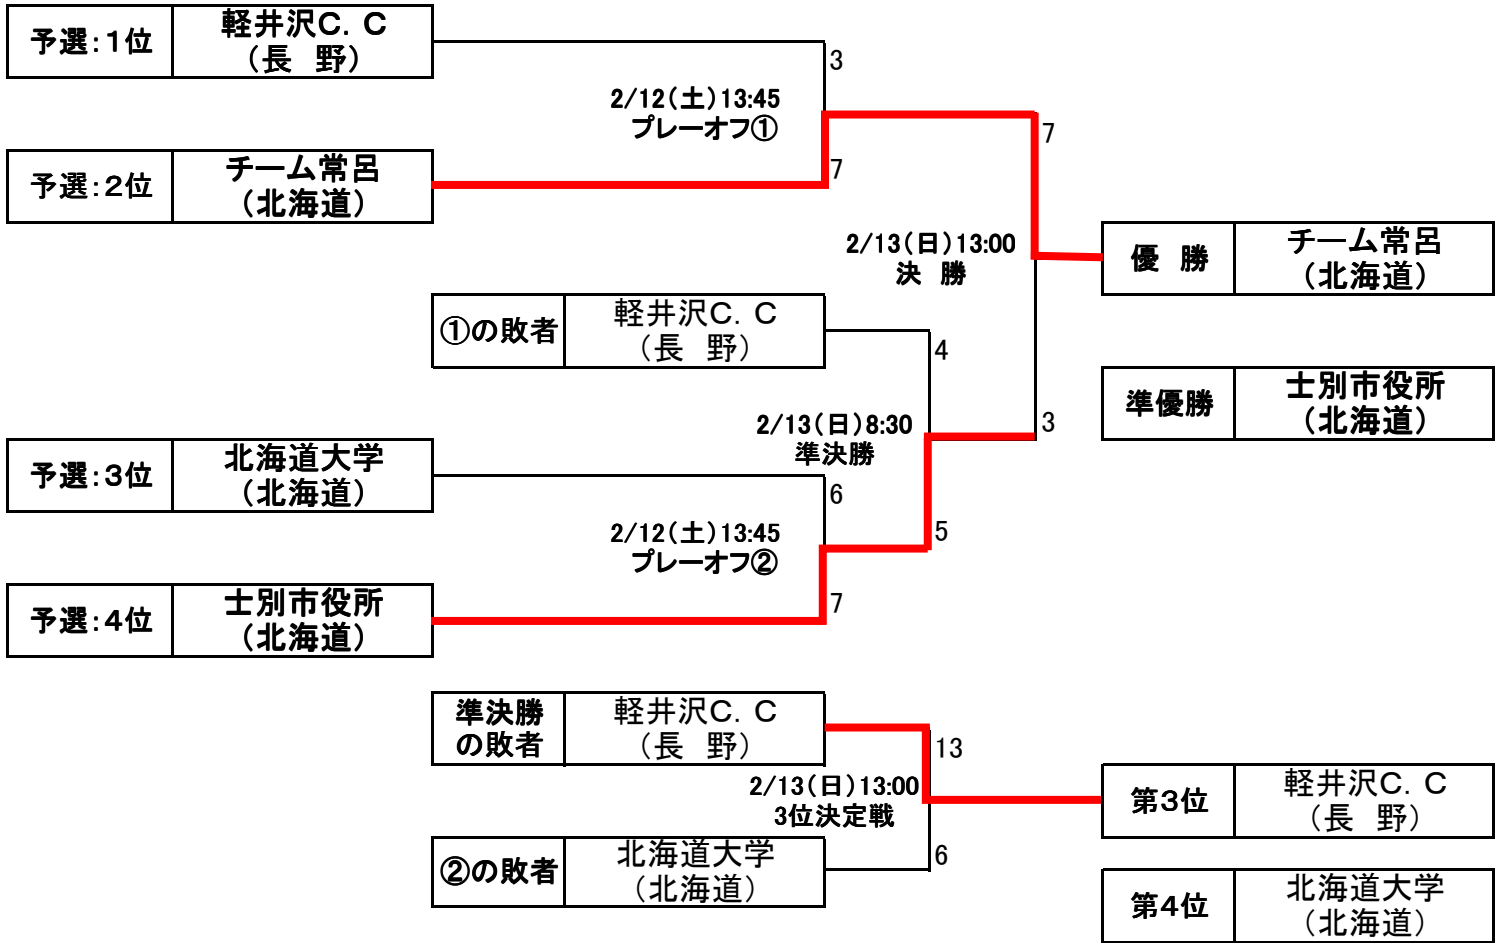 予選：１位
軽井沢Ｃ．Ｃ
（長　野）
3
2/12（土）13:45
プレーオフ①
7
予選：２位
チーム常呂
（北海道）
7
2/13（日）13:00
決　勝
優　勝
チーム常呂
（北海道）
①の敗者
軽井沢Ｃ．Ｃ
（長　野）
4
準優勝
士別市役所
（北海道）
2/13（日）8:30
準決勝
3
予選：３位
北海道大学
（北海道）
6
2/12（土）13:45
プレーオフ②
5
予選：４位
士別市役所
（北海道）
7
準決勝
の敗者
軽井沢Ｃ．Ｃ
（長　野）
13
2/13（日）13:00
3位決定戦
第３位
軽井沢Ｃ．Ｃ
（長　野）
②の敗者
北海道大学
（北海道）
6
第４位
北海道大学
（北海道）